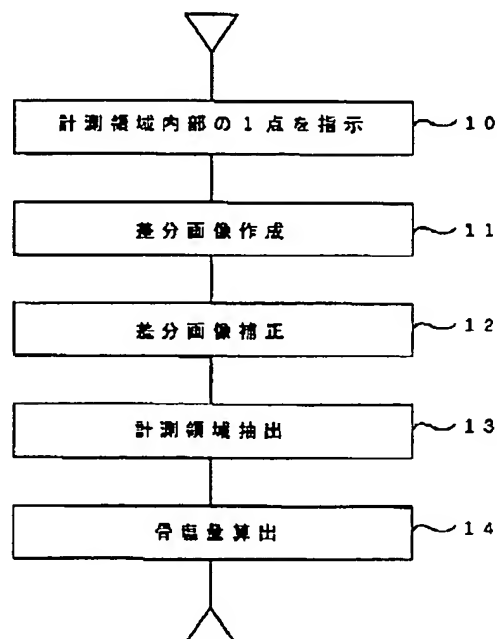 計測領域内部の1点を指示 10
差分画像作成 11
差分画像補正 12
計測領域抽出 13
骨塩量算出 14